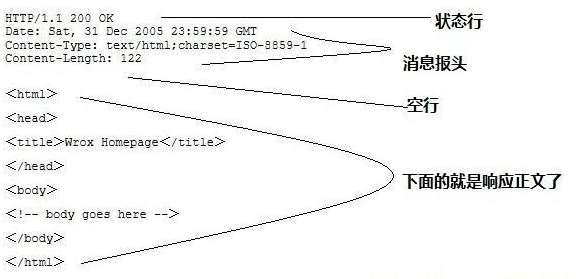 HTTP/1.1 200 OK
状态行
Date: Sat, 31 Dec 2005 23:59:59 GMT
Content-Type: text/html;charset=ISO-8859-1
Content-Length: 122
消息报头
空行
<html>
<head>
<title>Wrox Homepage</title>
</head>
<body>
下面的就是响应正文了
<!-- body goes here -->
</body>
</html>